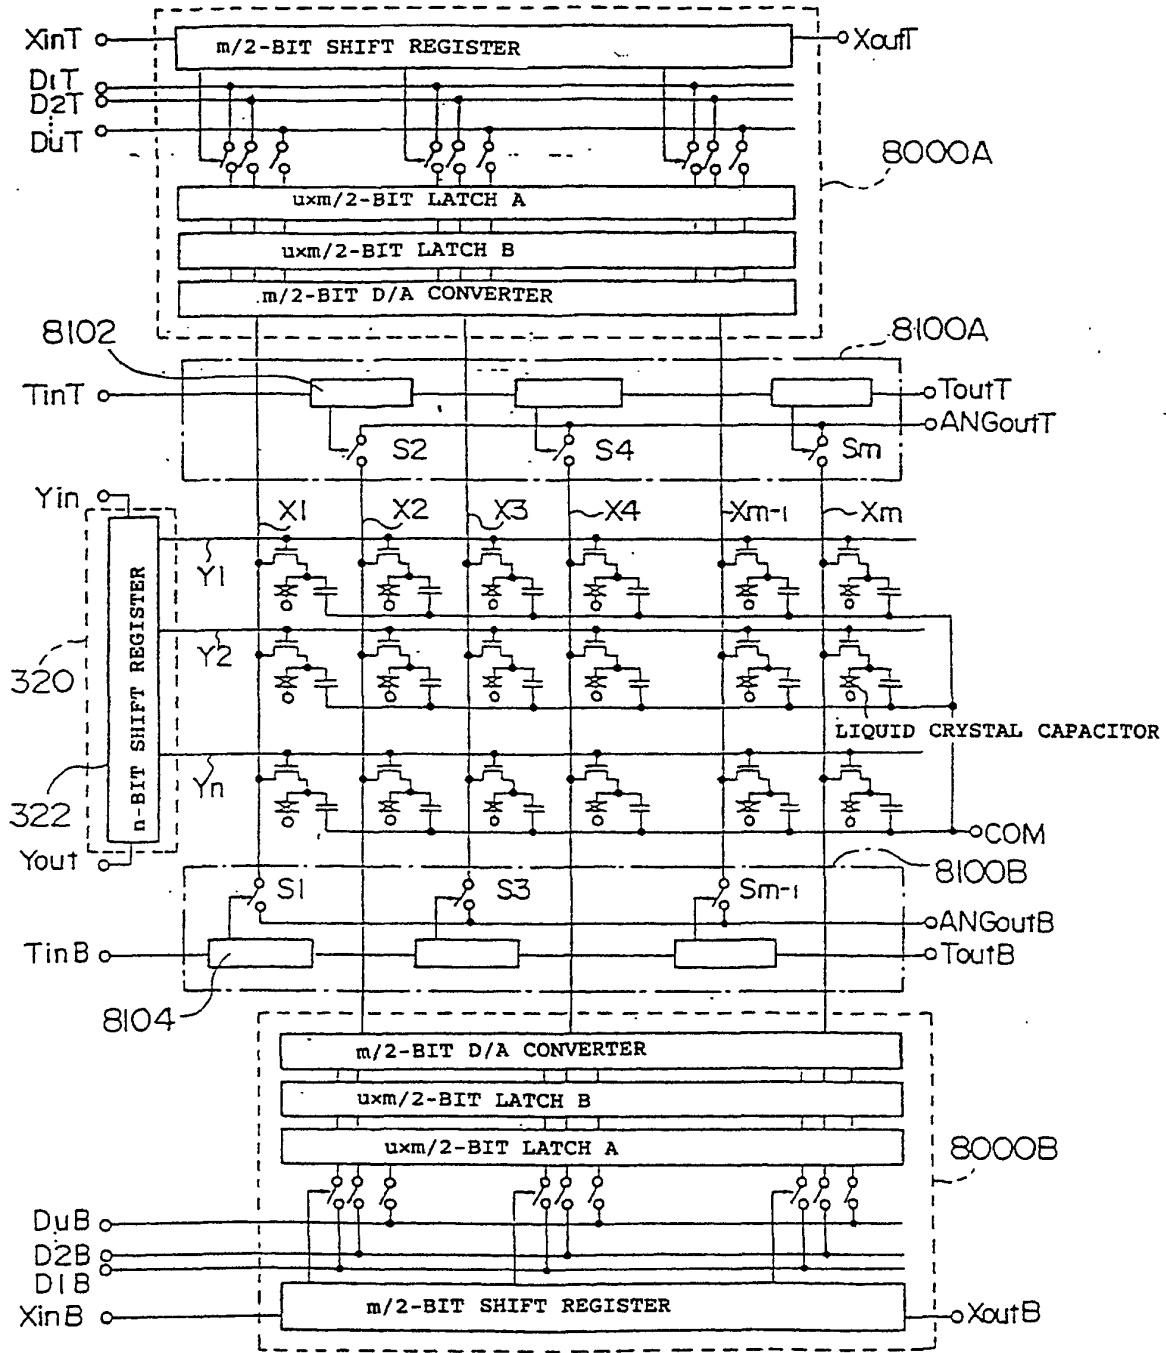 XinT
m/2-BIT SHIFT REGISTER
XoutT
D1T
D2T
DuT
8000A
u×m/2-BIT LATCH A
u×m/2-BIT LATCH B
m/2-BIT D/A CONVERTER
8102
8100A
TinT
ToutT
ANGoutT
S2
S4
Sm
Yin
X1
X2
X3
X4
Xm-1
Xm
Y1
n-BIT SHIFT REGISTER
320
Y2
LIQUID CRYSTAL CAPACITOR
322
Yn
COM
Yout
8100B
S1
S3
Sm-1
ANGoutB
TinB
ToutB
8104
m/2-BIT D/A CONVERTER
u×m/2-BIT LATCH B
u×m/2-BIT LATCH A
8000B
DuB
D2B
D1B
m/2-BIT SHIFT REGISTER
XinB
XoutB